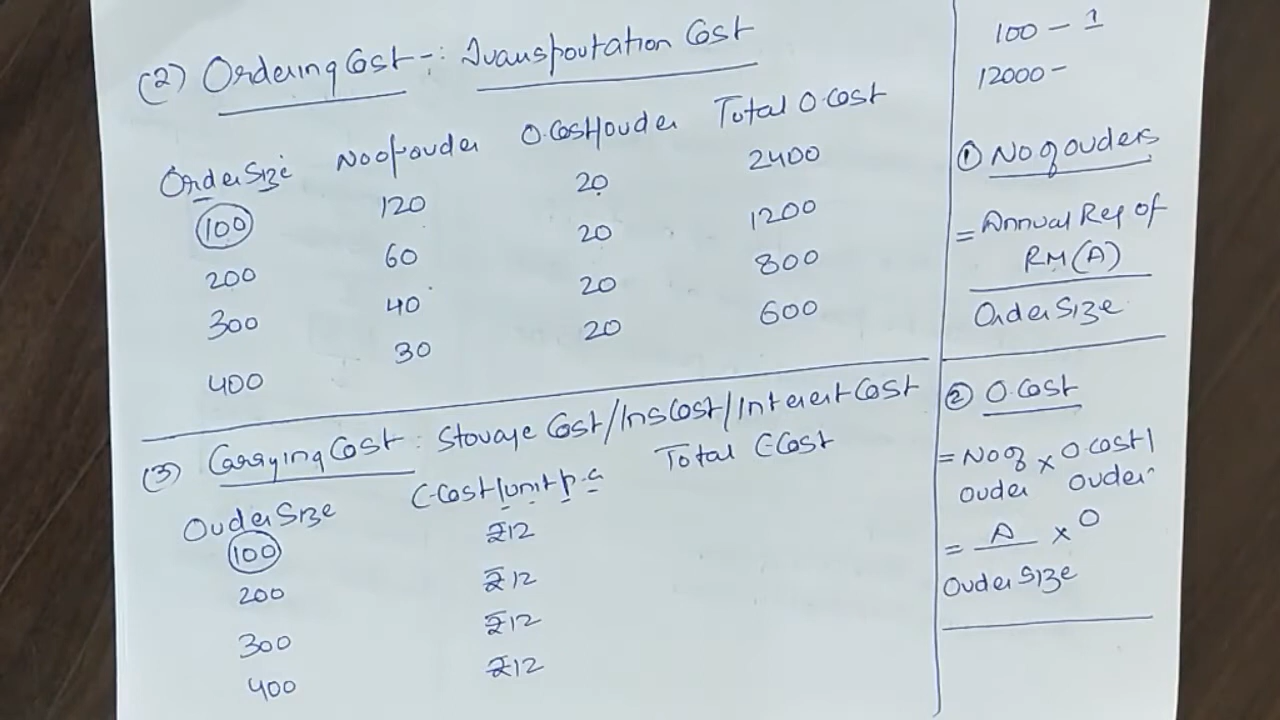 (2) Ordering Cost -: Transportation Cost
Order Size No of order O.Cost/order Total O.Cost
100 120 20 2400
200 60 20 1200
300 40 20 800
400 30 20 600
(3) Carrying Cost : Storage Cost/Ins Cost/Interest Cost
Order Size C.Cost/unit p.a Total C.Cost
100 ₹12
200 ₹12
300 ₹12
400 ₹12
100 - 1
12000 -
① No of orders
= Annual Req of
RM (A)
Order Size
② O.Cost
= No of × O.cost/
order order
= A × O
Order Size